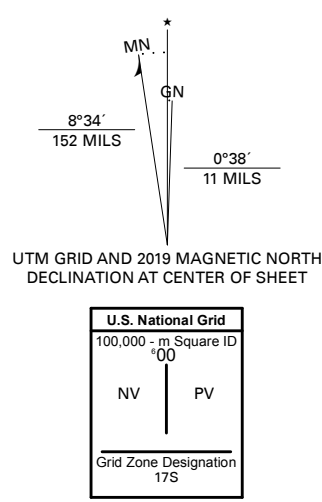 ★
MN
GN
8°34´
152 MILS
0°38´
11 MILS
UTM GRID AND 2019 MAGNETIC NORTH
DECLINATION AT CENTER OF SHEET
U.S. National Grid
100,000 - m Square ID
⁶00
NV PV
Grid Zone Designation
17S